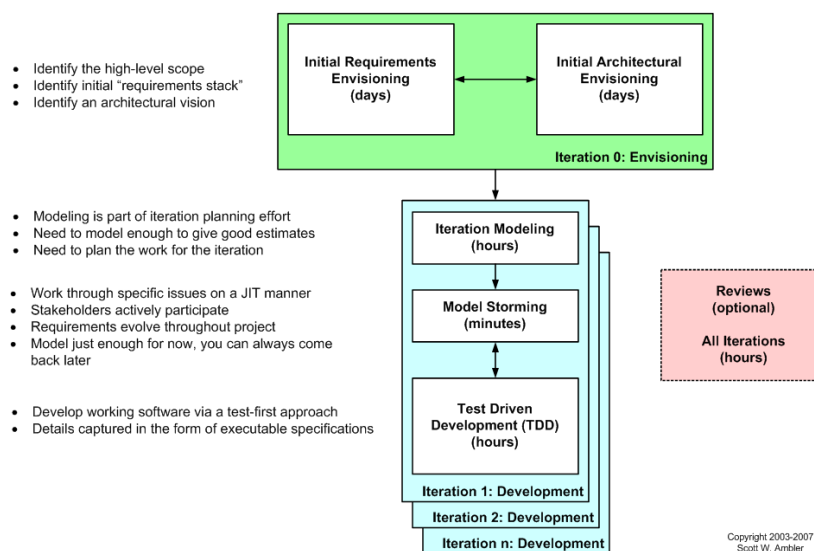 Initial Requirements
Envisioning
(days)
Initial Architectural
Envisioning
(days)
Iteration 0: Envisioning
• Identify the high-level scope
• Identify initial “requirements stack”
• Identify an architectural vision
• Modeling is part of iteration planning effort
• Need to model enough to give good estimates
• Need to plan the work for the iteration
Iteration Modeling
(hours)
• Work through specific issues on a JIT manner
• Stakeholders actively participate
• Requirements evolve throughout project
• Model just enough for now, you can always come
back later
Model Storming
(minutes)
• Develop working software via a test-first approach
• Details captured in the form of executable specifications
Test Driven
Development (TDD)
(hours)
Iteration 1: Development
Iteration 2: Development
Iteration n: Development
Reviews
(optional)
All Iterations
(hours)
Copyright 2003-2007
Scott W. Ambler